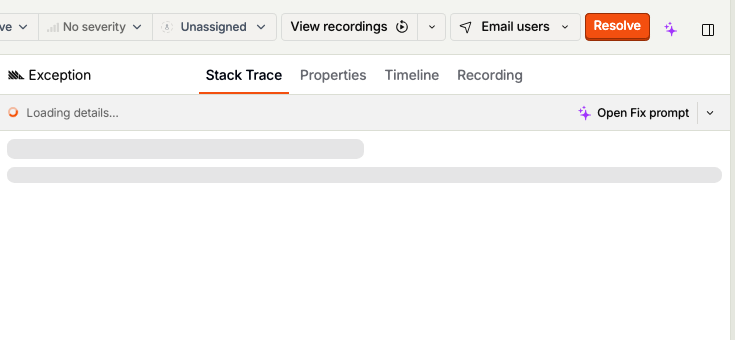 ve No severity Unassigned View recordings Email users Resolve
Exception Stack Trace Properties Timeline Recording
Loading details... Open Fix prompt